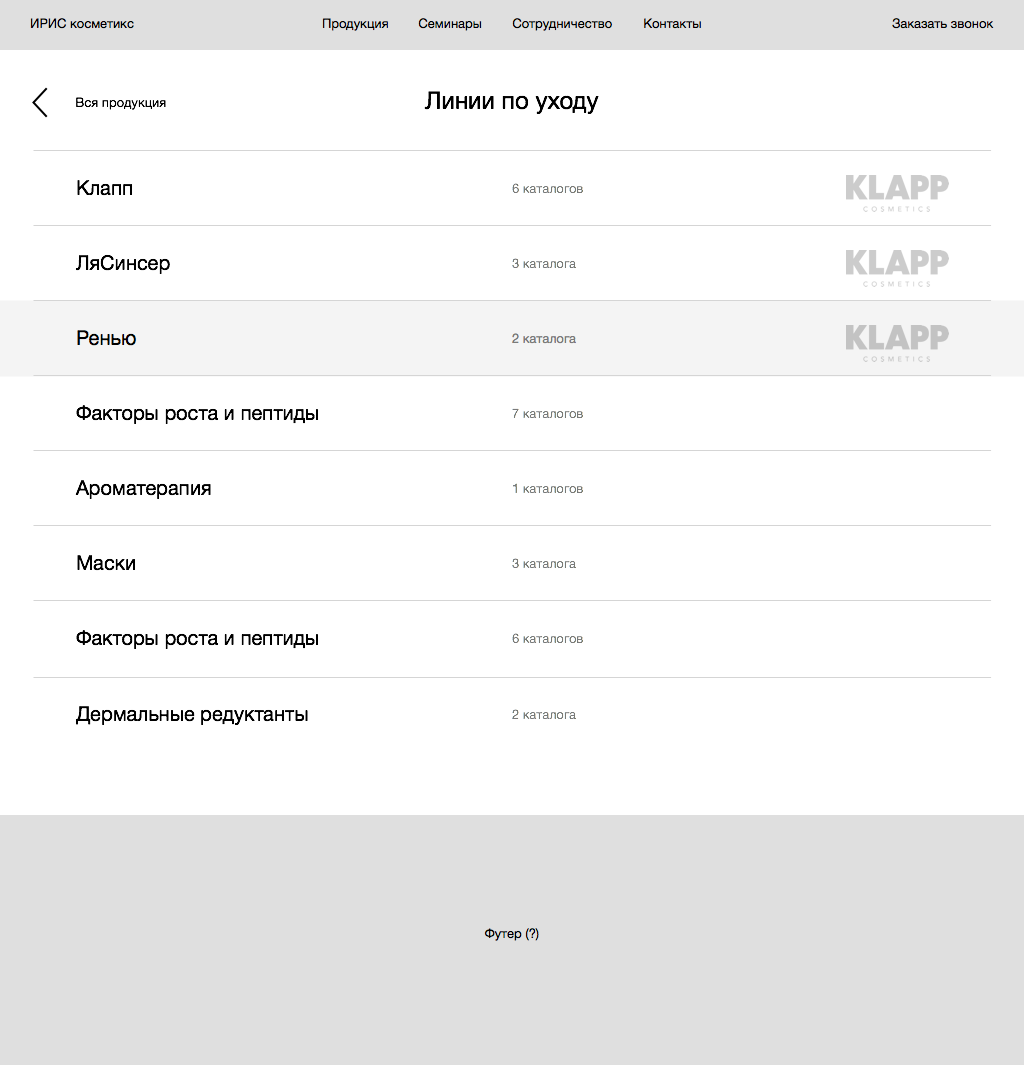 ИРИС косметикс Продукция Семинары Сотрудничество Контакты Заказать звонок
Вся продукция Линии по уходу
Клапп 6 каталогов KLAPP
COSMETICS
ЛяСинсер 3 каталога KLAPP
COSMETICS
Ренью 2 каталога KLAPP
COSMETICS
Факторы роста и пептиды 7 каталогов
Ароматерапия 1 каталогов
Маски 3 каталога
Факторы роста и пептиды 6 каталогов
Дермальные редуктанты 2 каталога
Футер (?)